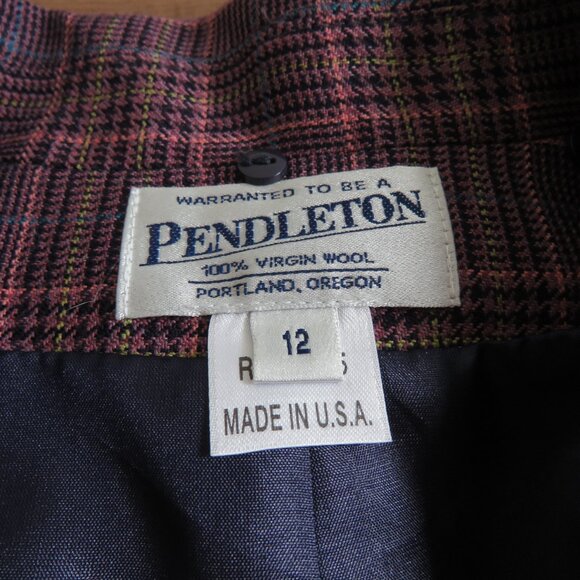 WARRANTED TO BE A
PENDLETON
100% VIRGIN WOOL
PORTLAND, OREGON
12
MADE IN U.S.A.